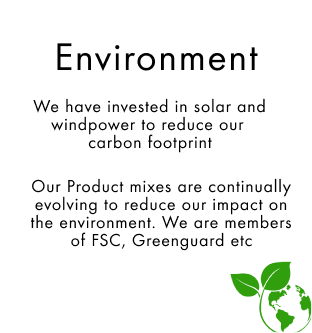 Environment
We have invested in solar and
windpower to reduce our
carbon footprint
Our Product mixes are continually
evolving to reduce our impact on
the environment. We are members
of FSC, Greenguard etc